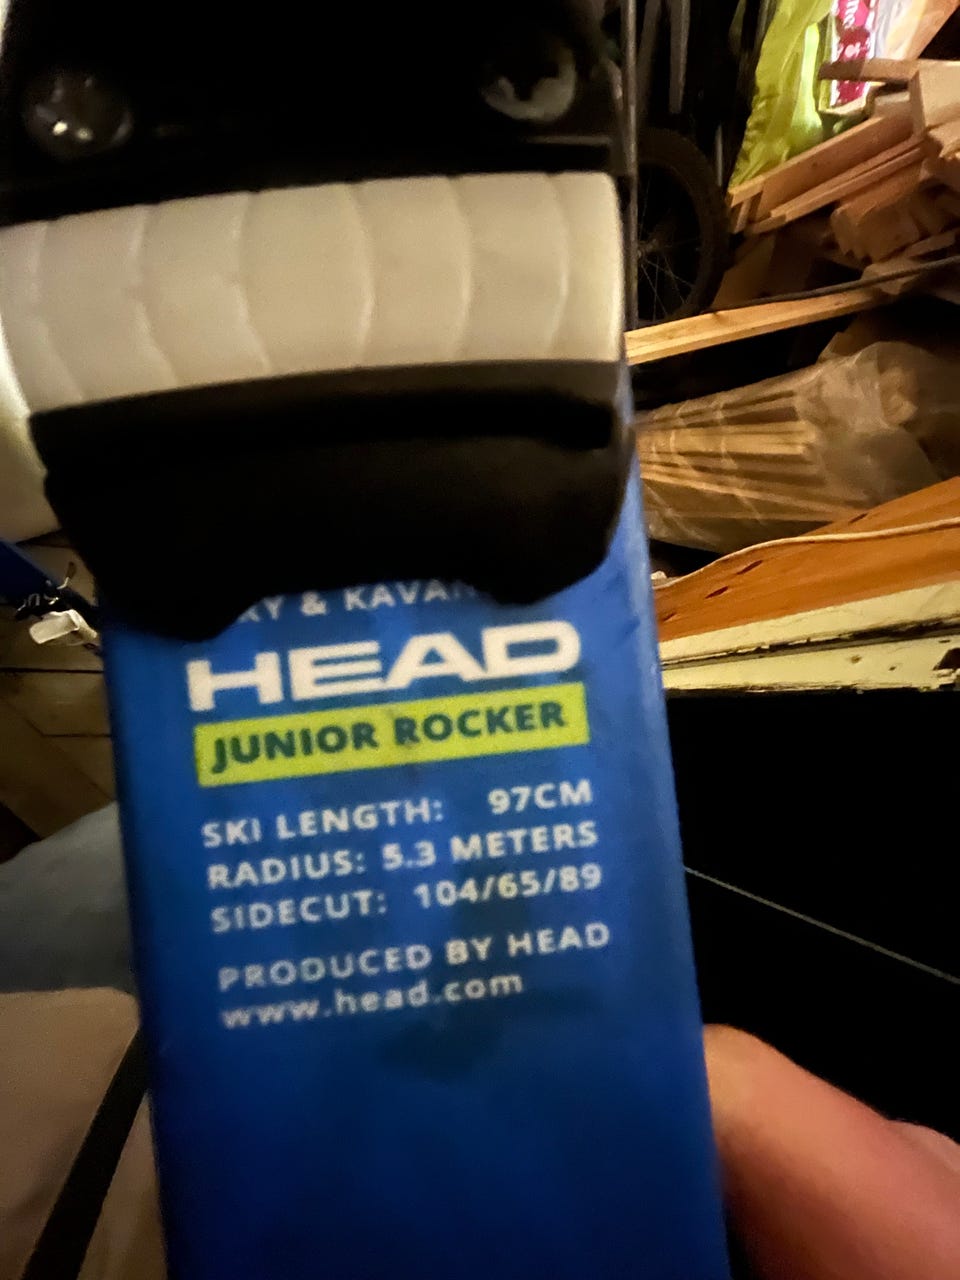 & KAVAN
HEAD
JUNIOR ROCKER
SKI LENGTH: 97CM
RADIUS: 5.3 METERS
SIDECUT: 104/65/89
PRODUCED BY HEAD
www.head.com